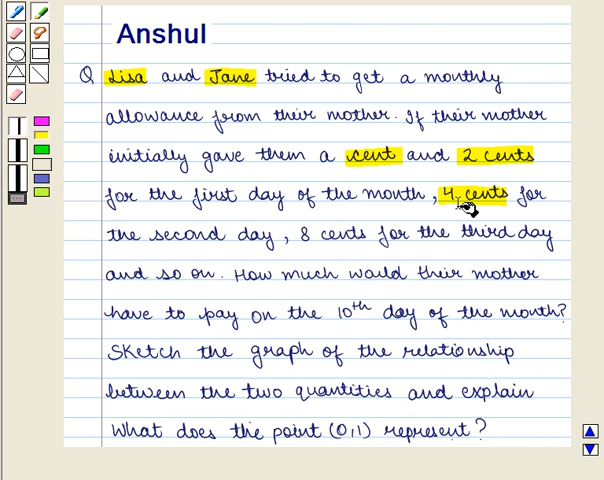 Anshul
Q Lisa and Jane tried to get a monthly
allowance from their mother. If their mother
initially gave them a cent and 2 cents
for the first day of the month, 4 cents for
the second day, 8 cents for the third day
and so on. How much would their mother
have to pay on the 10th day of the month?
Sketch the graph of the relationship
between the two quantities and explain
What does the point (0,1) represent?